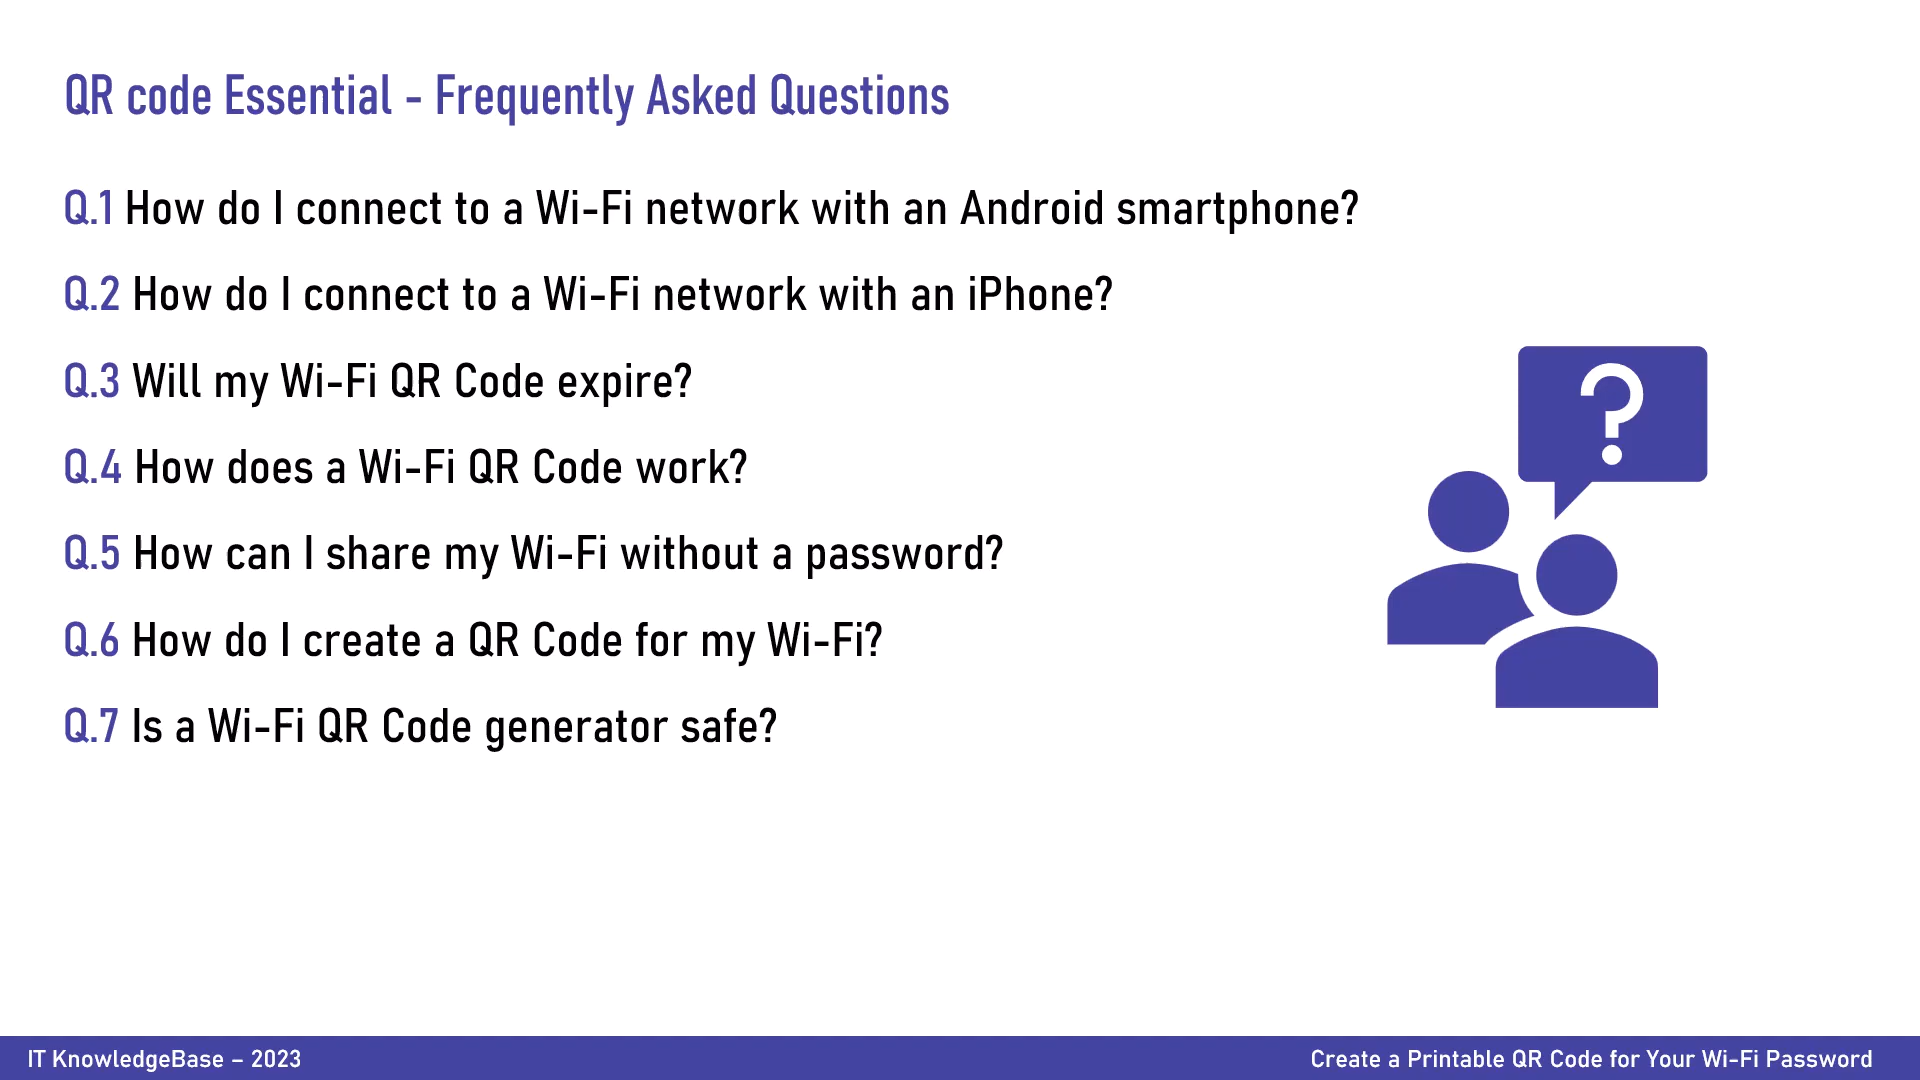 QR code Essential - Frequently Asked Questions
Q.1 How do I connect to a Wi-Fi network with an Android smartphone?
Q.2 How do I connect to a Wi-Fi network with an iPhone?
Q.3 Will my Wi-Fi QR Code expire?
Q.4 How does a Wi-Fi QR Code work?
Q.5 How can I share my Wi-Fi without a password?
Q.6 How do I create a QR Code for my Wi-Fi?
Q.7 Is a Wi-Fi QR Code generator safe?
?
IT KnowledgeBase – 2023
Create a Printable QR Code for Your Wi-Fi Password